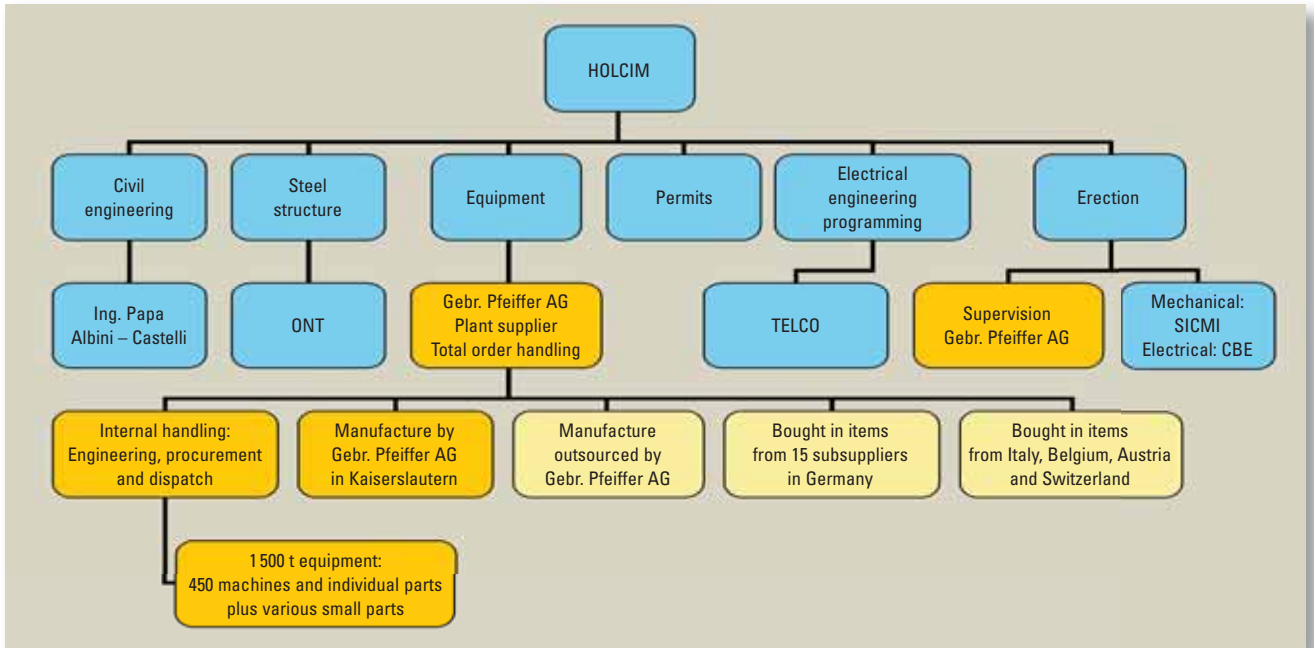 HOLCIM
Civil
engineering
Steel
structure
Equipment
Permits
Electrical
engineering
programming
Erection
Ing. Papa
Albini – Castelli
ONT
Gebr. Pfeiffer AG
Plant supplier
Total order handling
TELCO
Supervision
Gebr. Pfeiffer AG
Mechanical:
SICMI
Electrical: CBE
Internal handling:
Engineering, procurement
and dispatch
Manufacture by
Gebr. Pfeiffer AG
in Kaiserslautern
Manufacture
outsourced by
Gebr. Pfeiffer AG
Bought in items
from 15 subsuppliers
in Germany
Bought in items
from Italy, Belgium, Austria
and Switzerland
1 500 t equipment:
450 machines and individual parts
plus various small parts